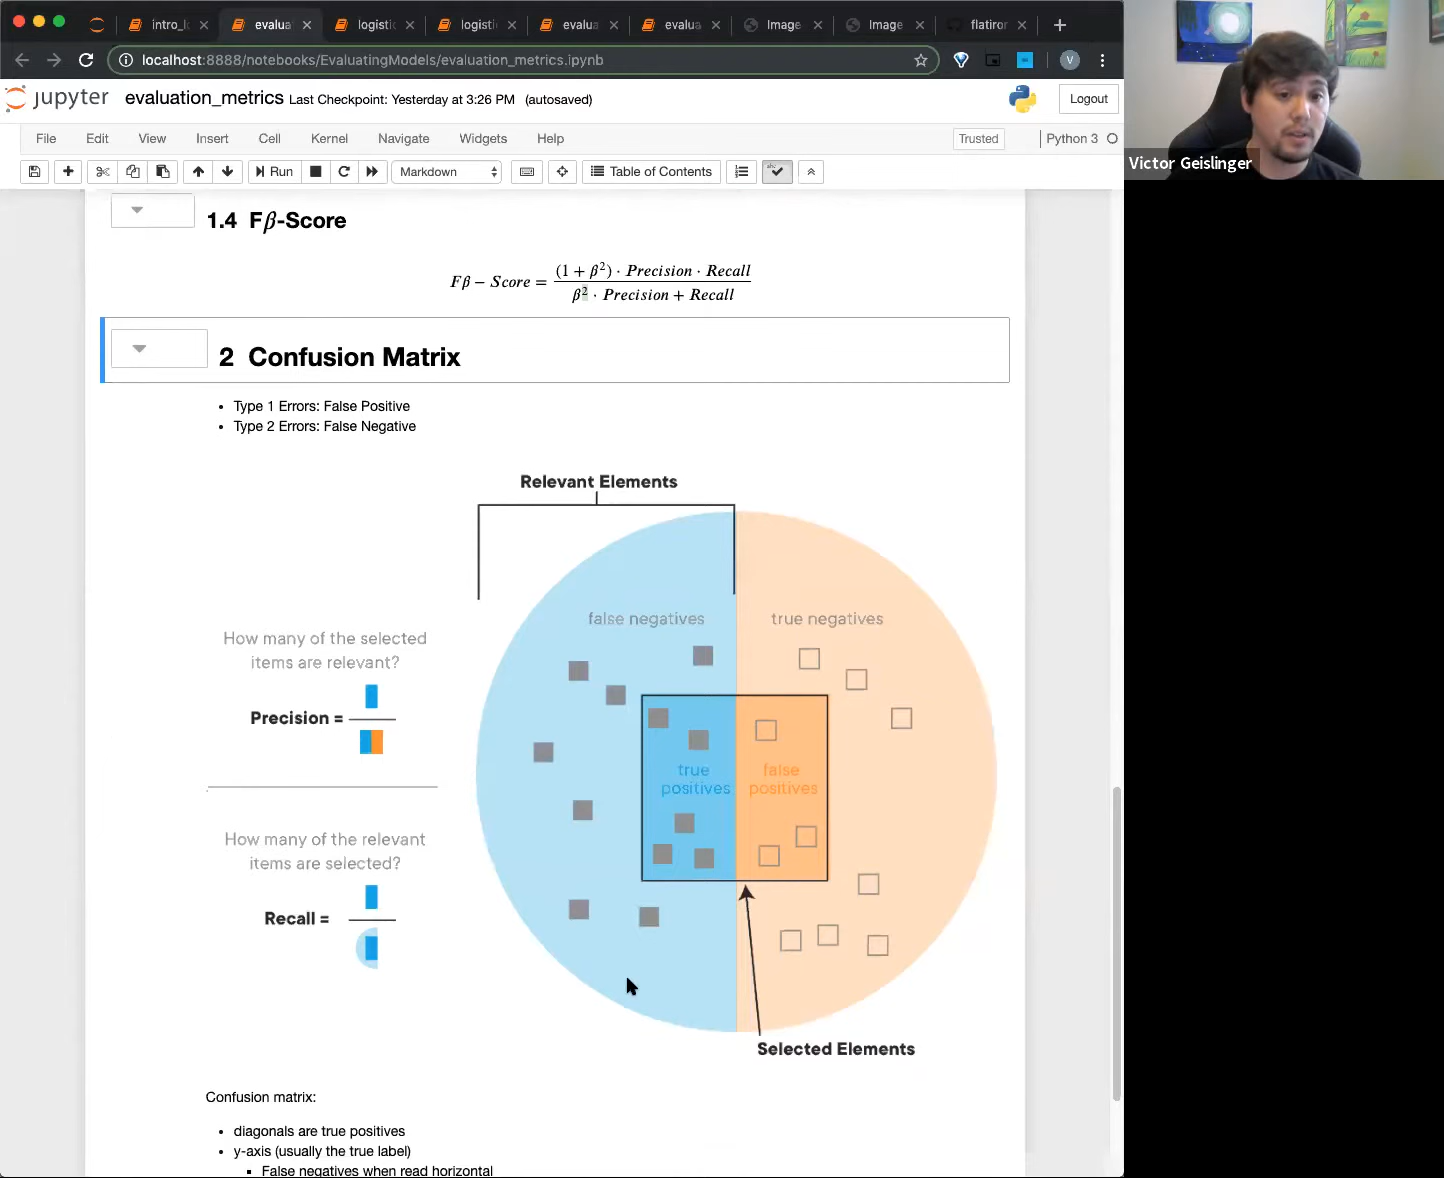 intro_l
evalua
logistic
logisti
evalua
evalua
Image
Image
flatiron
localhost:8888/notebooks/EvaluatingModels/evaluation_metrics.ipynb
V
jupyter evaluation_metrics Last Checkpoint: Yesterday at 3:26 PM (autosaved)
Logout
File Edit View Insert Cell Kernel Navigate Widgets Help
Trusted
Python 3
Run
Markdown
Table of Contents
Victor Geislinger
1.4 Fβ-Score
Fβ − Score = (1 + β²) · Precision · Recall
β² · Precision + Recall
2 Confusion Matrix
• Type 1 Errors: False Positive
• Type 2 Errors: False Negative
Relevant Elements
false negatives
true negatives
How many of the selected
items are relevant?
Precision =
true
positives
false
positives
How many of the relevant
items are selected?
Recall =
Selected Elements
Confusion matrix:
• diagonals are true positives
• y-axis (usually the true label)
▪ False negatives when read horizontal